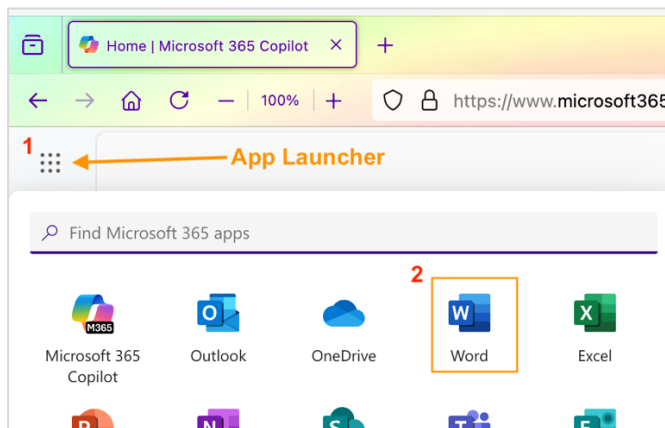 Home | Microsoft 365 Copilot
100%
https://www.microsoft365
1
App Launcher
Find Microsoft 365 apps
2
M365
O
W
X
Microsoft 365
Copilot
Outlook
OneDrive
Word
Excel
P
N
S
T